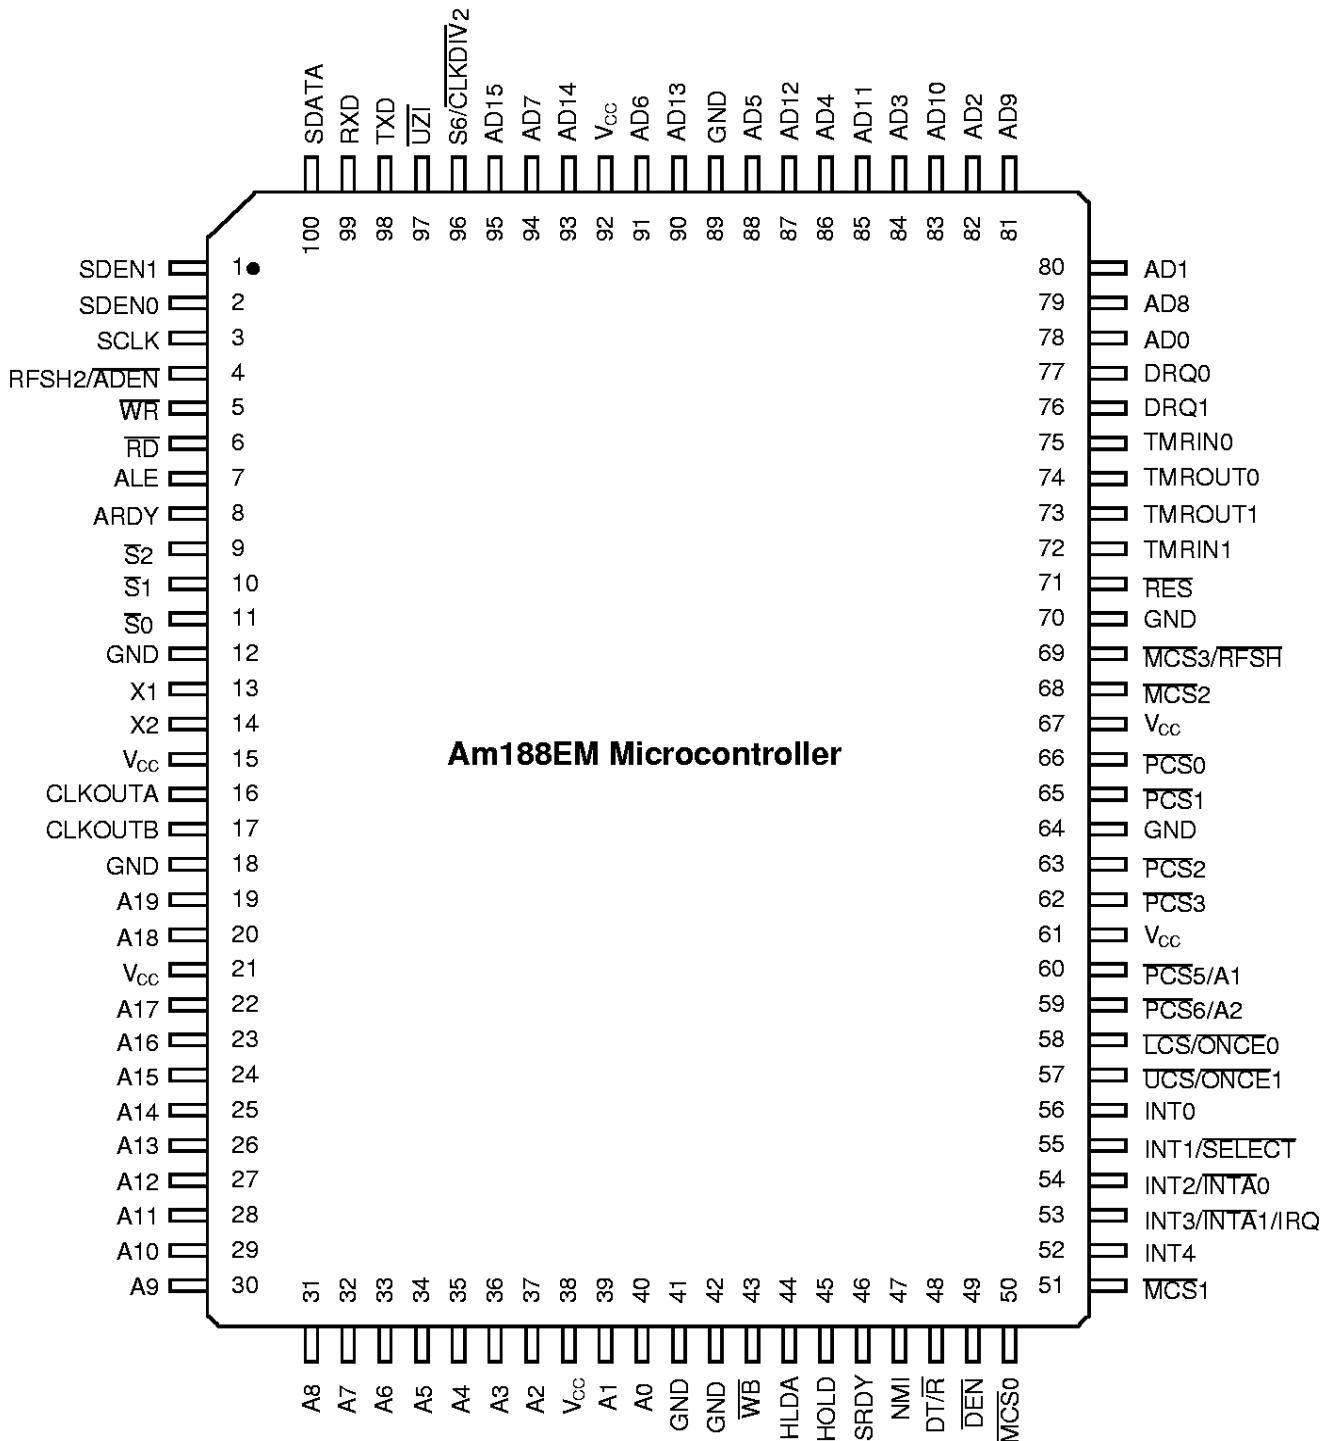 SDATA
RXD
TXD
UZI
S6/CLKDIV2
AD15
AD7
AD14
VCC
AD6
AD13
GND
AD5
AD12
AD4
AD11
AD3
AD10
AD2
AD9
100 99 98 97 96 95 94 93 92 91 90 89 88 87 86 85 84 83 82 81
SDEN1 1 80 AD1
SDEN0 2 79 AD8
SCLK 3 78 AD0
RFSH2/ADEN 4 77 DRQ0
WR 5 76 DRQ1
RD 6 75 TMRIN0
ALE 7 74 TMROUT0
ARDY 8 73 TMROUT1
S2 9 72 TMRIN1
S1 10 71 RES
S0 11 70 GND
GND 12 69 MCS3/RFSH
X1 13 68 MCS2
X2 14 67 VCC
VCC 15 66 PCS0
Am188EM Microcontroller
CLKOUTA 16 65 PCS1
CLKOUTB 17 64 GND
GND 18 63 PCS2
A19 19 62 PCS3
A18 20 61 VCC
VCC 21 60 PCS5/A1
A17 22 59 PCS6/A2
A16 23 58 LCS/ONCE0
A15 24 57 UCS/ONCE1
A14 25 56 INT0
A13 26 55 INT1/SELECT
A12 27 54 INT2/INTA0
A11 28 53 INT3/INTA1/IRQ
A10 29 52 INT4
A9 30 51 MCS1
31 32 33 34 35 36 37 38 39 40 41 42 43 44 45 46 47 48 49 50
A8
A7
A6
A5
A4
A3
A2
VCC
A1
A0
GND
GND
WB
HLDA
HOLD
SRDY
NMI
DT/R
DEN
MCS0